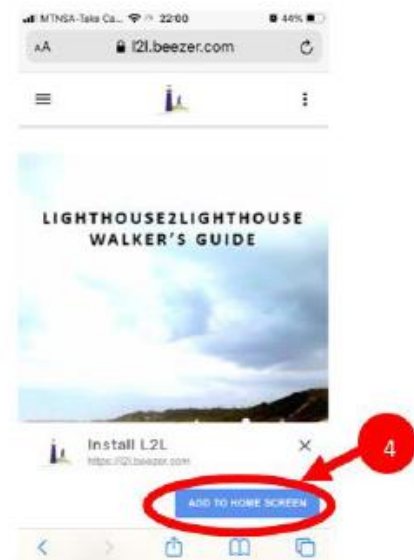 MTNSA-Take Ca... 22:00 44%
AA l2l.beezer.com
LIGHTHOUSE2LIGHTHOUSE
WALKER'S GUIDE
Install L2L
https://l2l.beezer.com
4
ADD TO HOME SCREEN